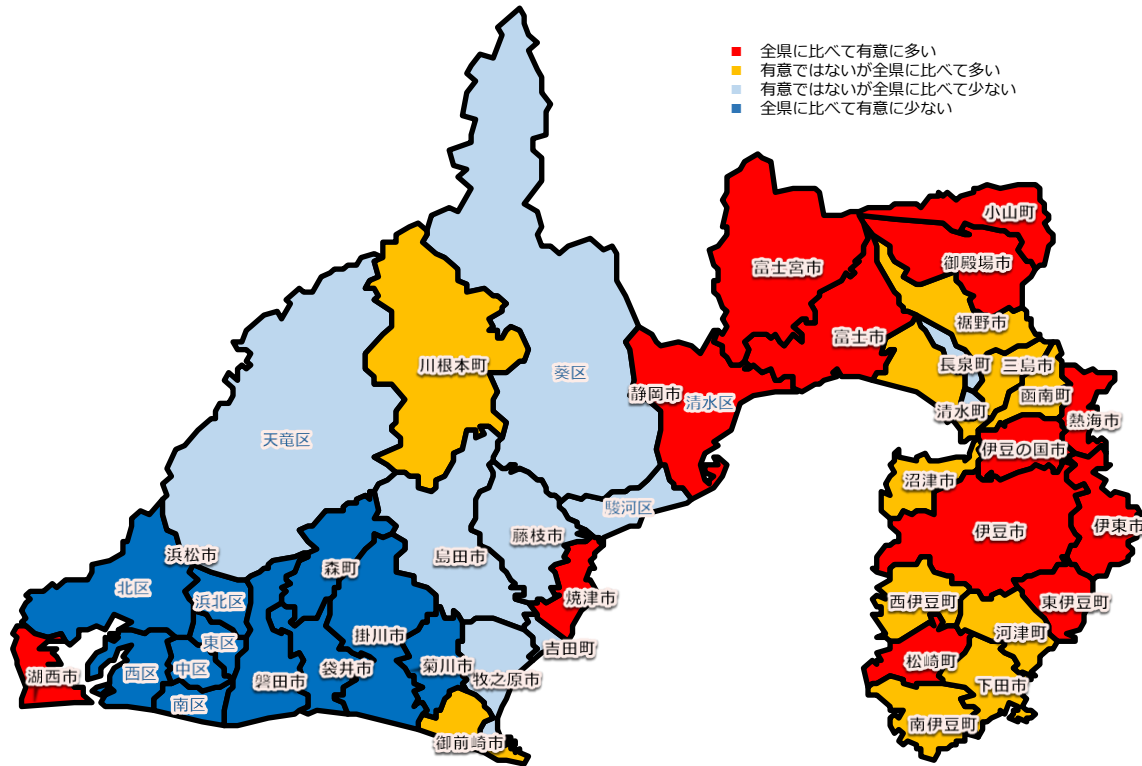 全県に比べて有意に多い
有意ではないが全県に比べて多い
有意ではないが全県に比べて少ない
全県に比べて有意に少ない
小山町
富士宮市
御殿場市
裾野市
富士市
長泉町
三島市
川根本町
葵区
静岡市
清水区
函南町
清水町
熱海市
天竜区
伊豆の国市
沼津市
駿河区
伊東市
伊豆市
藤枝市
浜松市
島田市
森町
北区
浜北区
焼津市
西伊豆町
東伊豆町
掛川市
河津町
東区
吉田町
松崎町
湖西市
西区
中区
磐田市
袋井市
菊川市
牧之原市
下田市
南区
南伊豆町
御前崎市